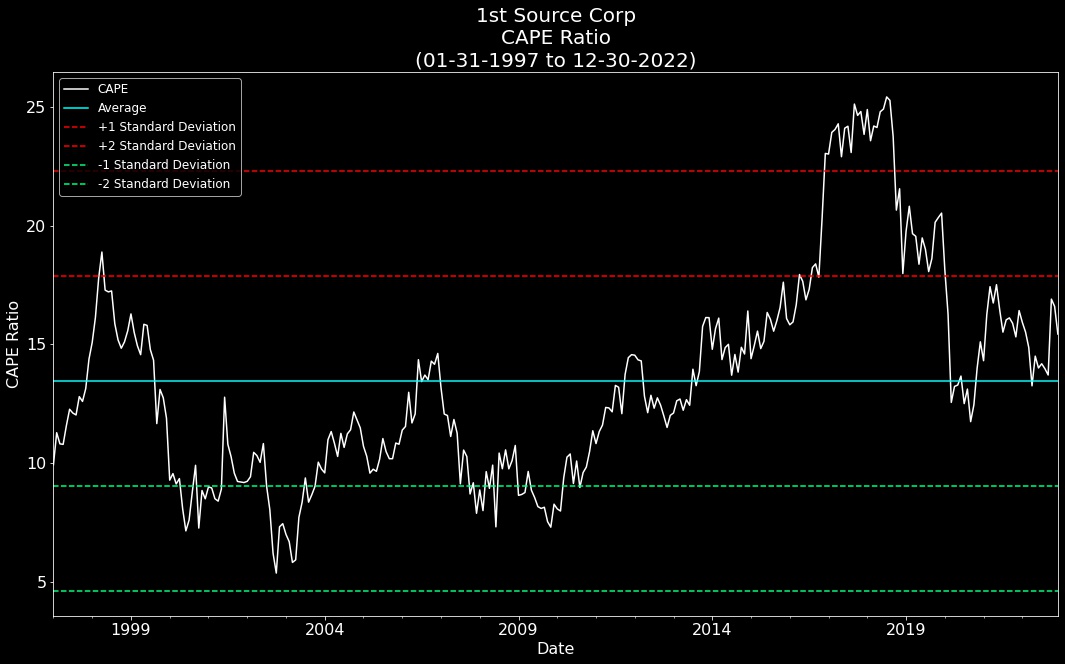 1st Source Corp
CAPE Ratio
(01-31-1997 to 12-30-2022)
CAPE
Average
+1 Standard Deviation
+2 Standard Deviation
-1 Standard Deviation
-2 Standard Deviation
25
20
15
10
5
CAPE Ratio
1999
2004
2009
2014
2019
Date